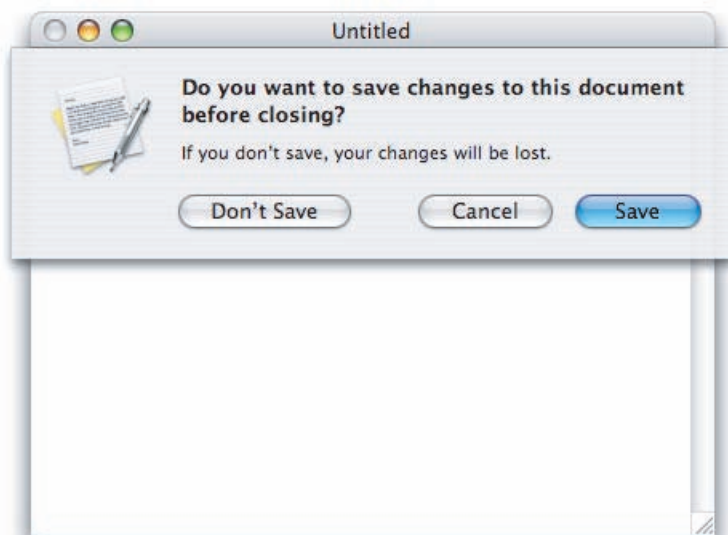 Untitled
Do you want to save changes to this document
before closing?
If you don't save, your changes will be lost.
Don't Save
Cancel
Save